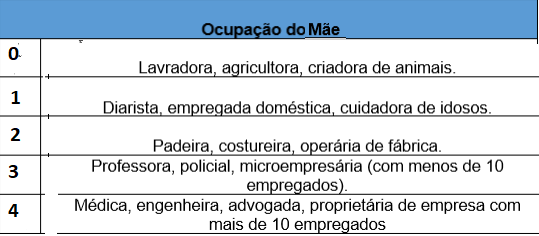 Ocupação do Mãe
0
Lavradora, agricultora, criadora de animais.
1
Diarista, empregada doméstica, cuidadora de idosos.
2
Padeira, costureira, operária de fábrica.
3
Professora, policial, microempresária (com menos de 10
empregados).
4
Médica, engenheira, advogada, proprietária de empresa com
mais de 10 empregados